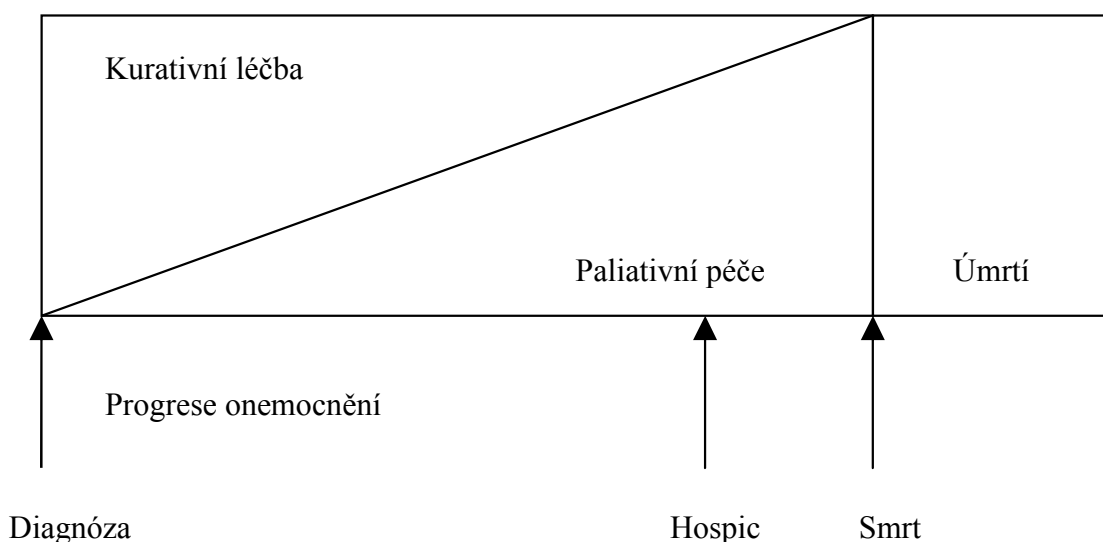 Kurativní léčba
Paliativní péče
Úmrtí
Progrese onemocnění
Diagnóza
Hospic
Smrt